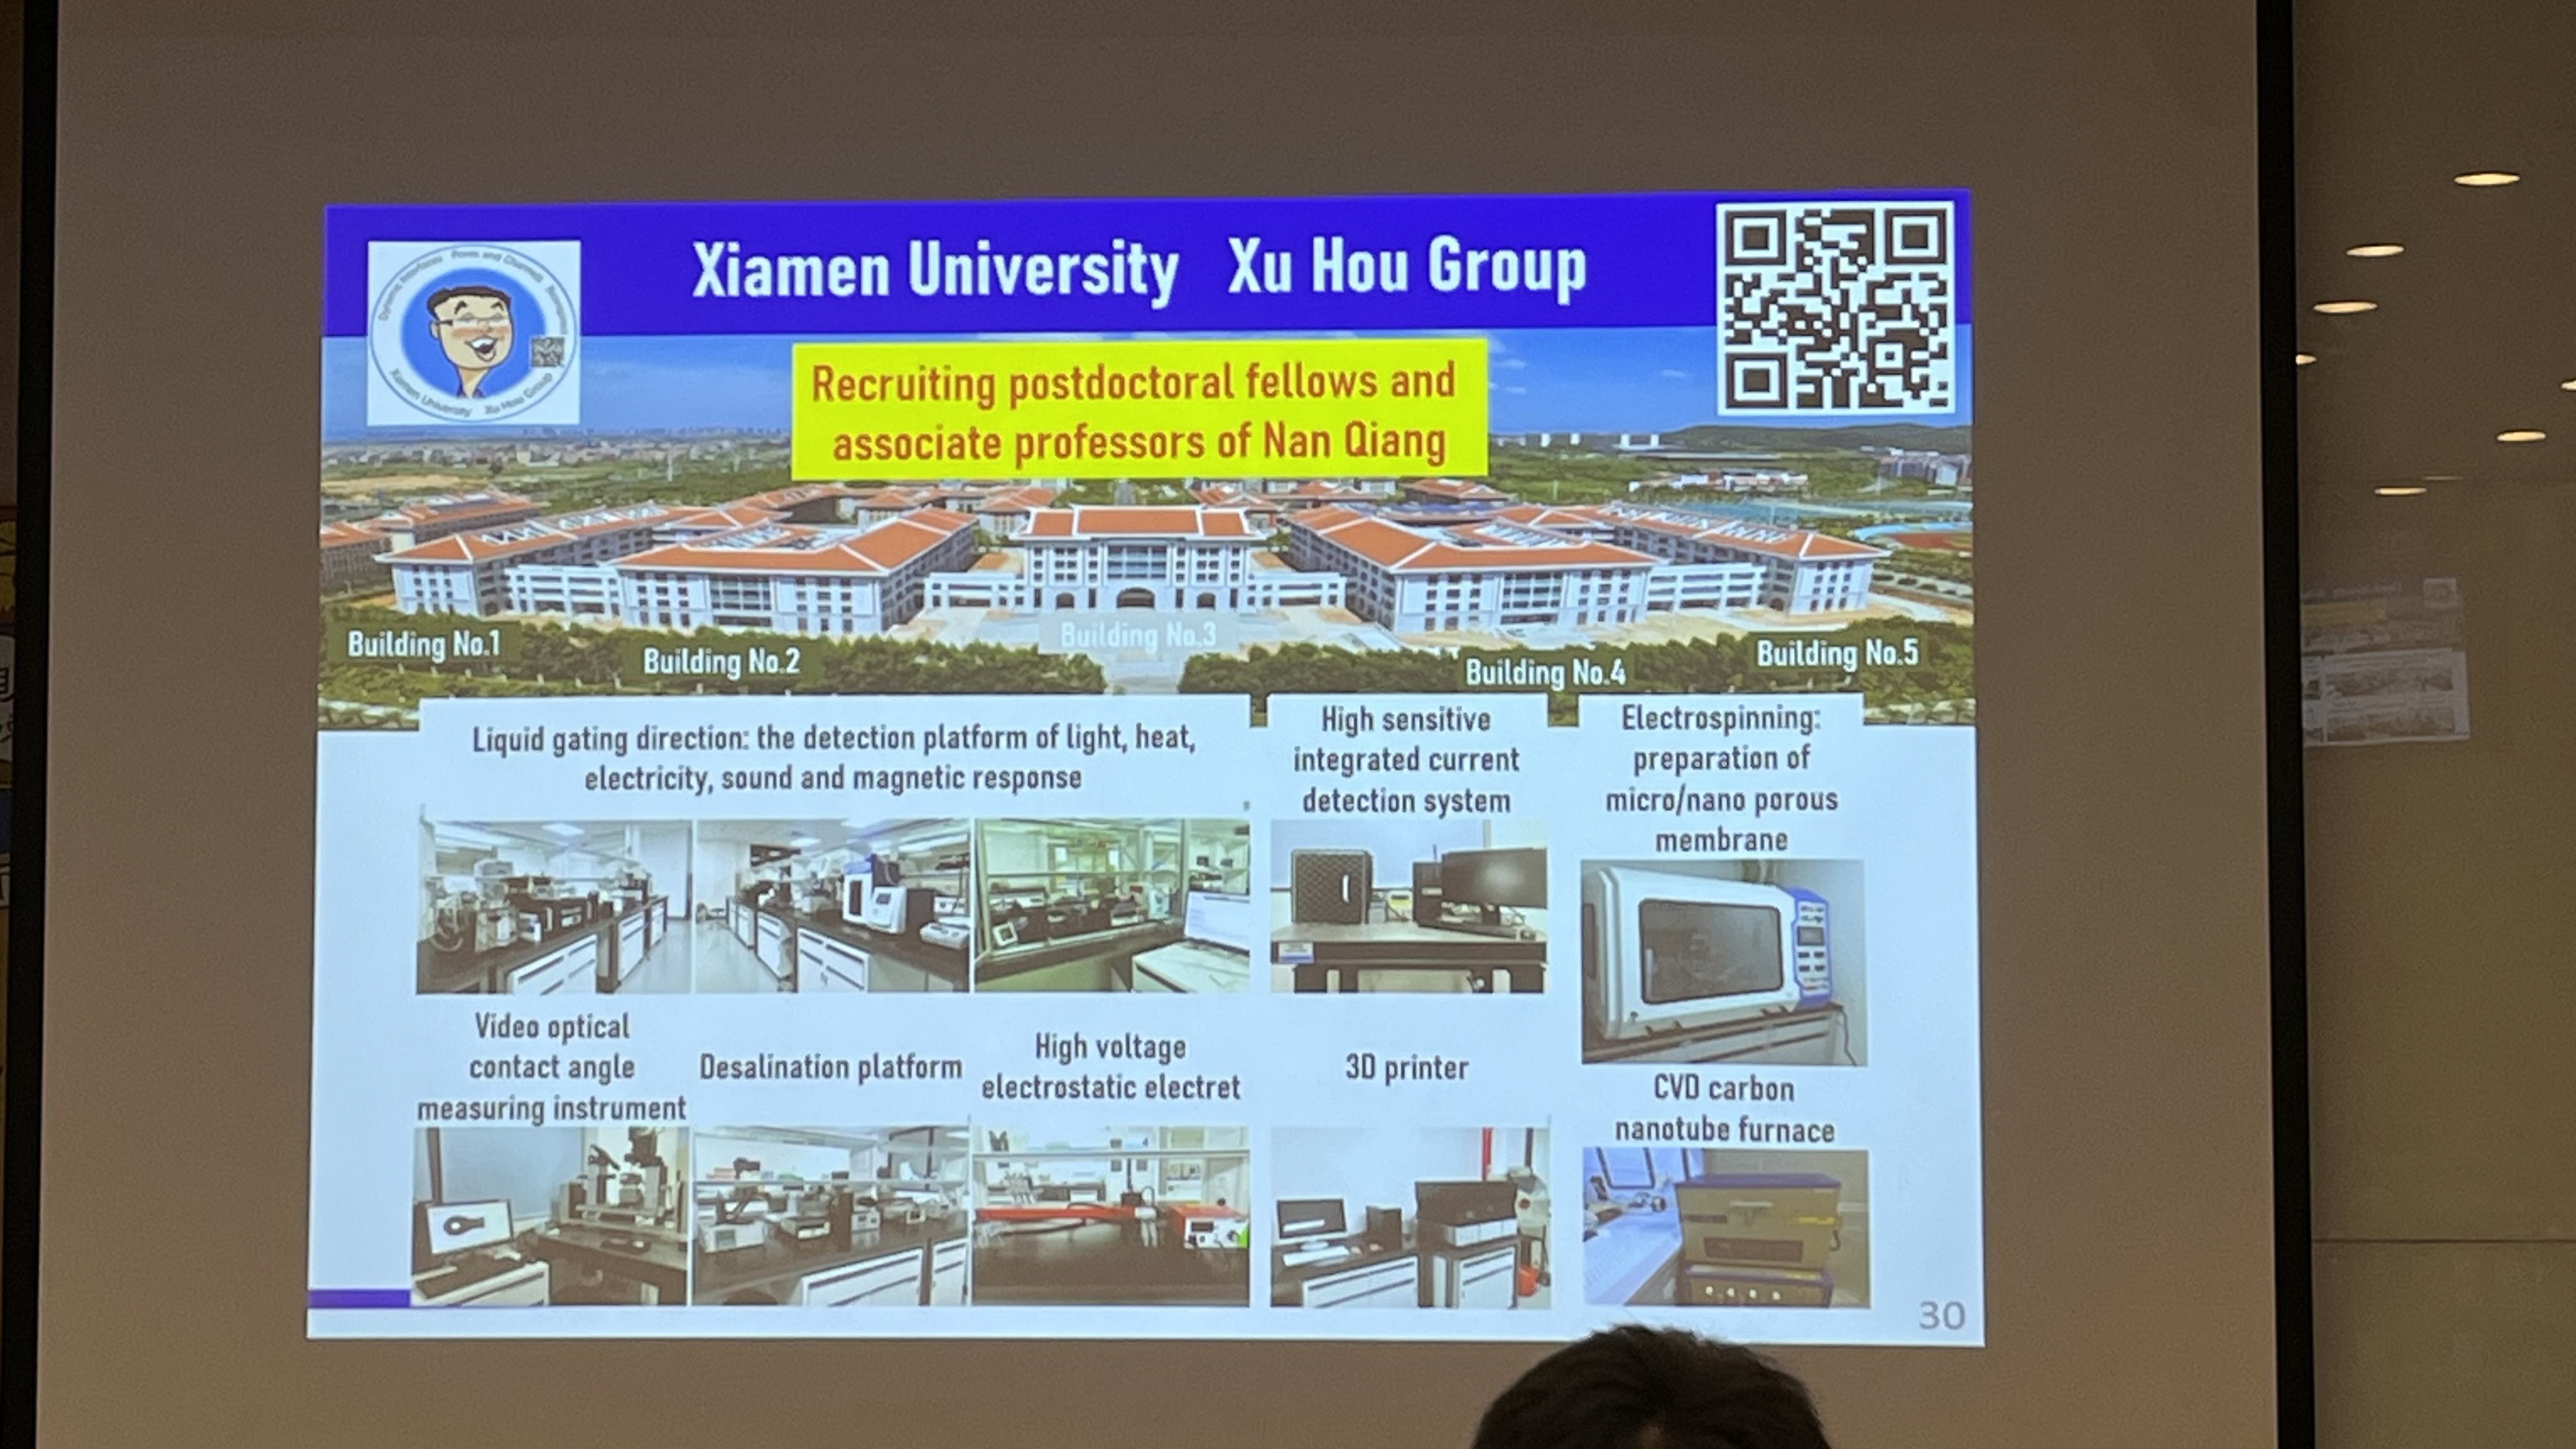 Xiamen University Xu Hou Group
Dynamic Interfaces Pores and Channels
Xiamen University Xu Hou Group
Recruiting postdoctoral fellows and
associate professors of Nan Qiang
Building No.1
Building No.2
Building No.3
Building No.4
Building No.5
Liquid gating direction: the detection platform of light, heat,
electricity, sound and magnetic response
High sensitive
integrated current
detection system
Electrospinning:
preparation of
micro/nano porous
membrane
Video optical
contact angle
measuring instrument
Desalination platform
High voltage
electrostatic electret
3D printer
CVD carbon
nanotube furnace
30